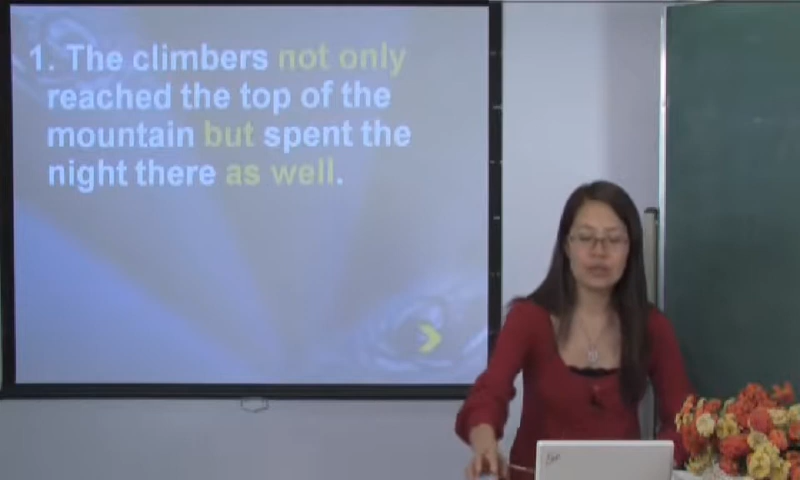 1. The climbers not only
reached the top of the
mountain but spent the
night there as well.